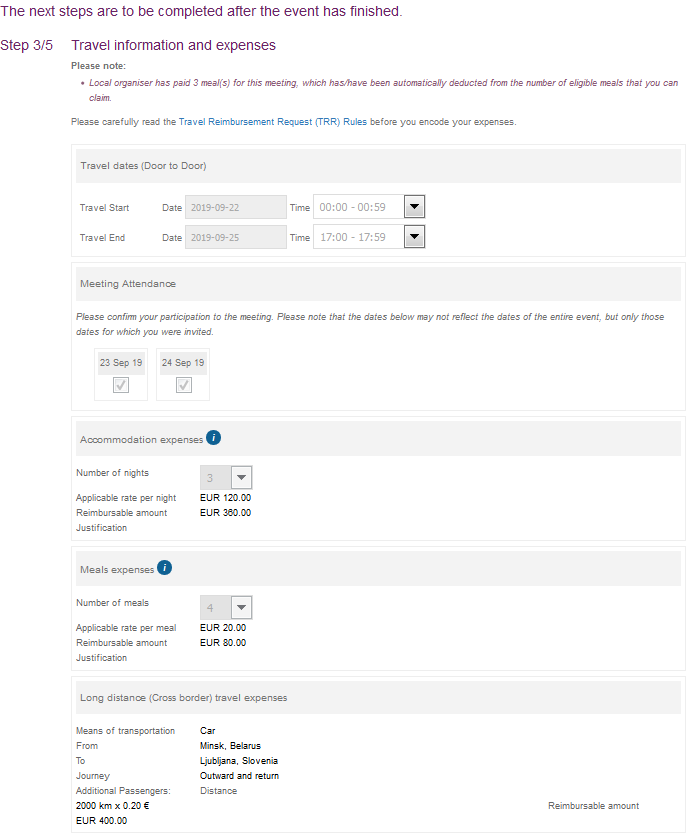 The next steps are to be completed after the event has finished.
Step 3/5 Travel information and expenses
Please note:
• Local organiser has paid 3 meal(s) for this meeting, which has/have been automatically deducted from the number of eligible meals that you can
claim.
Please carefully read the Travel Reimbursement Request (TRR) Rules before you encode your expenses.
Travel dates (Door to Door)
Travel Start Date 2019-09-22 Time 00:00 - 00:59
Travel End Date 2019-09-25 Time 17:00 - 17:59
Meeting Attendance
Please confirm your participation to the meeting. Please note that the dates below may not reflect the dates of the entire event, but only those
dates for which you were invited.
23 Sep 19 24 Sep 19
Accommodation expenses i
Number of nights 3
Applicable rate per night EUR 120.00
Reimbursable amount EUR 360.00
Justification
Meals expenses i
Number of meals 4
Applicable rate per meal EUR 20.00
Reimbursable amount EUR 80.00
Justification
Long distance (Cross border) travel expenses
Means of transportation Car
From Minsk, Belarus
To Ljubljana, Slovenia
Journey Outward and return
Additional Passengers: Distance
2000 km x 0.20 € Reimbursable amount
EUR 400.00